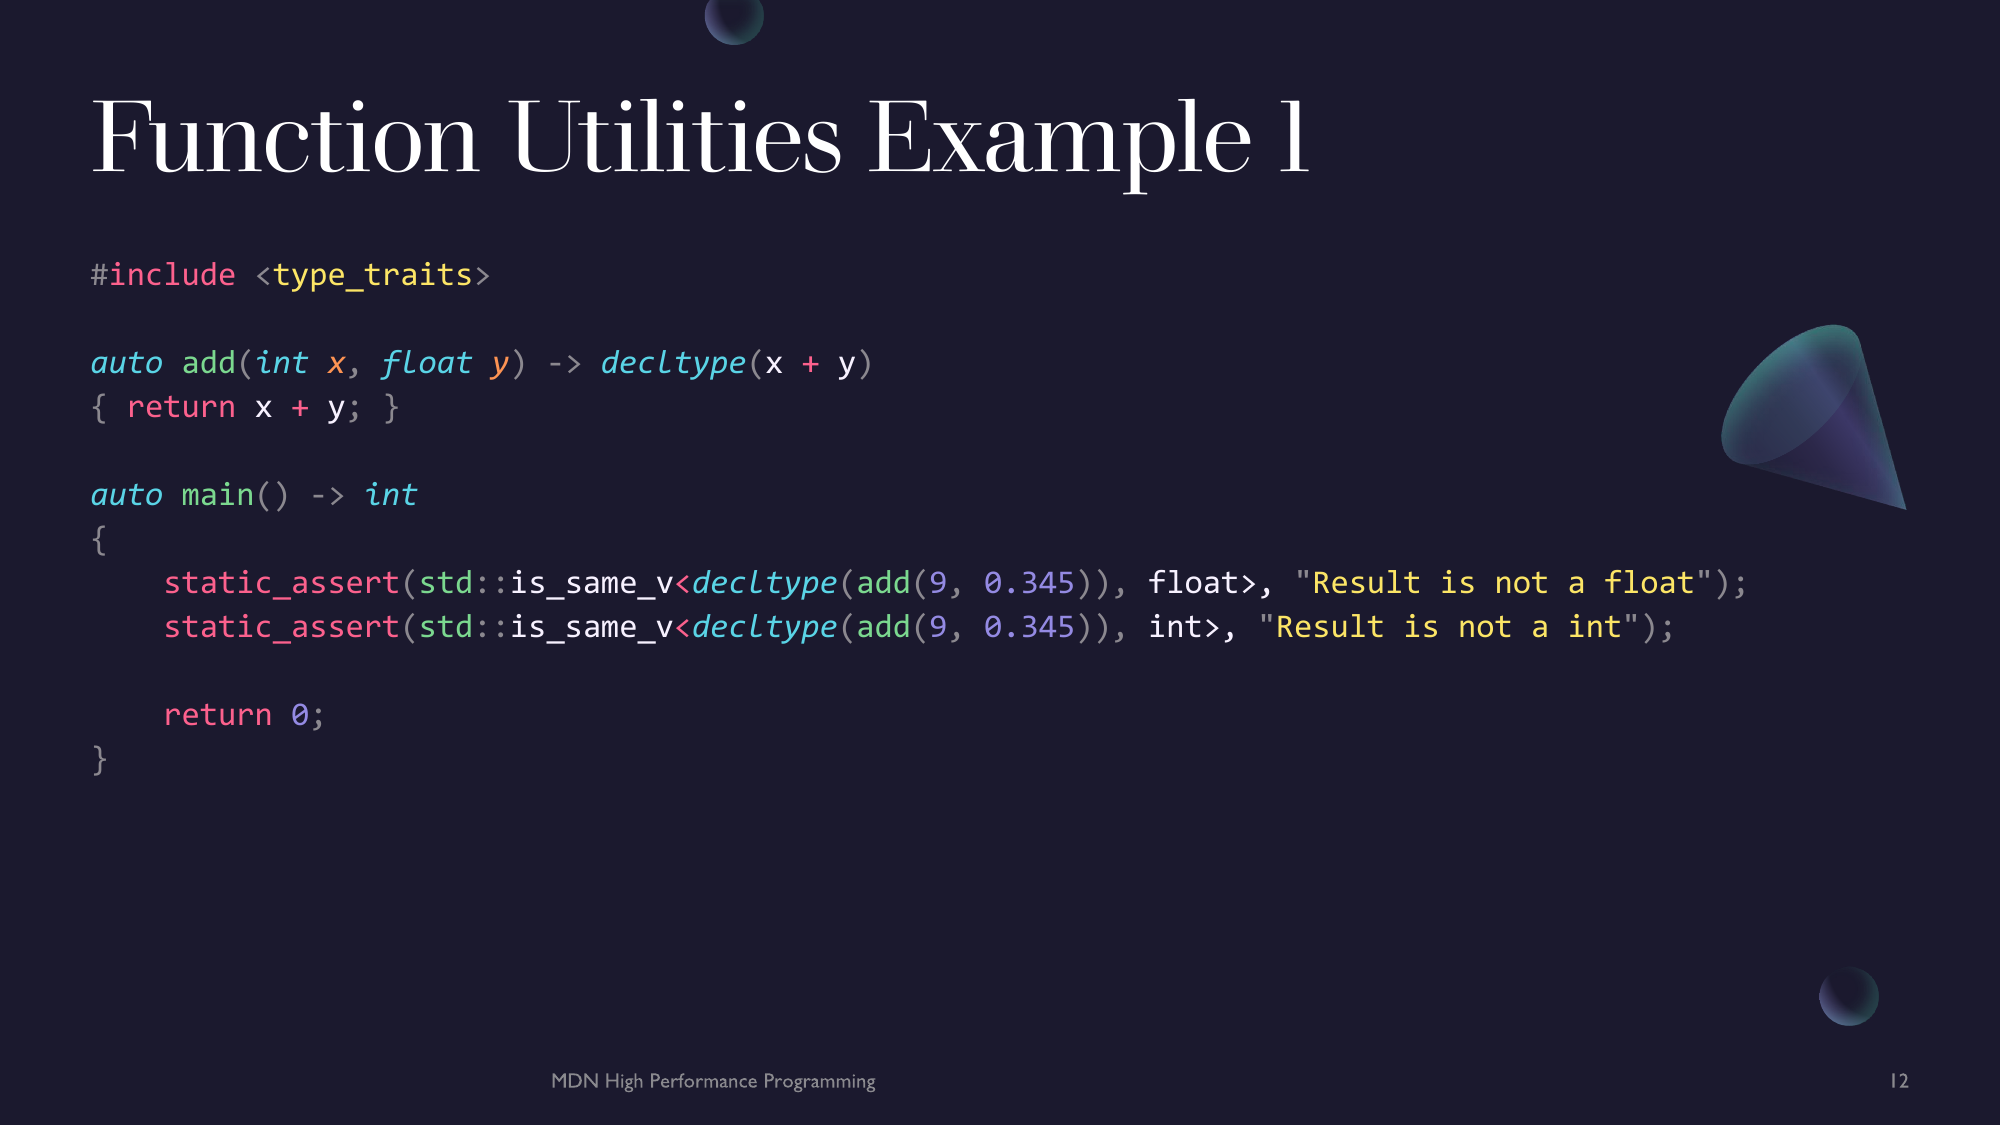 Function Utilities Example 1
#include <type_traits>
auto add(int x, float y) -> decltype(x + y)
{ return x + y; }
auto main() -> int
{
    static_assert(std::is_same_v<decltype(add(9, 0.345)), float>, "Result is not a float");
    static_assert(std::is_same_v<decltype(add(9, 0.345)), int>, "Result is not a int");
    return 0;
}
MDN High Performance Programming
12